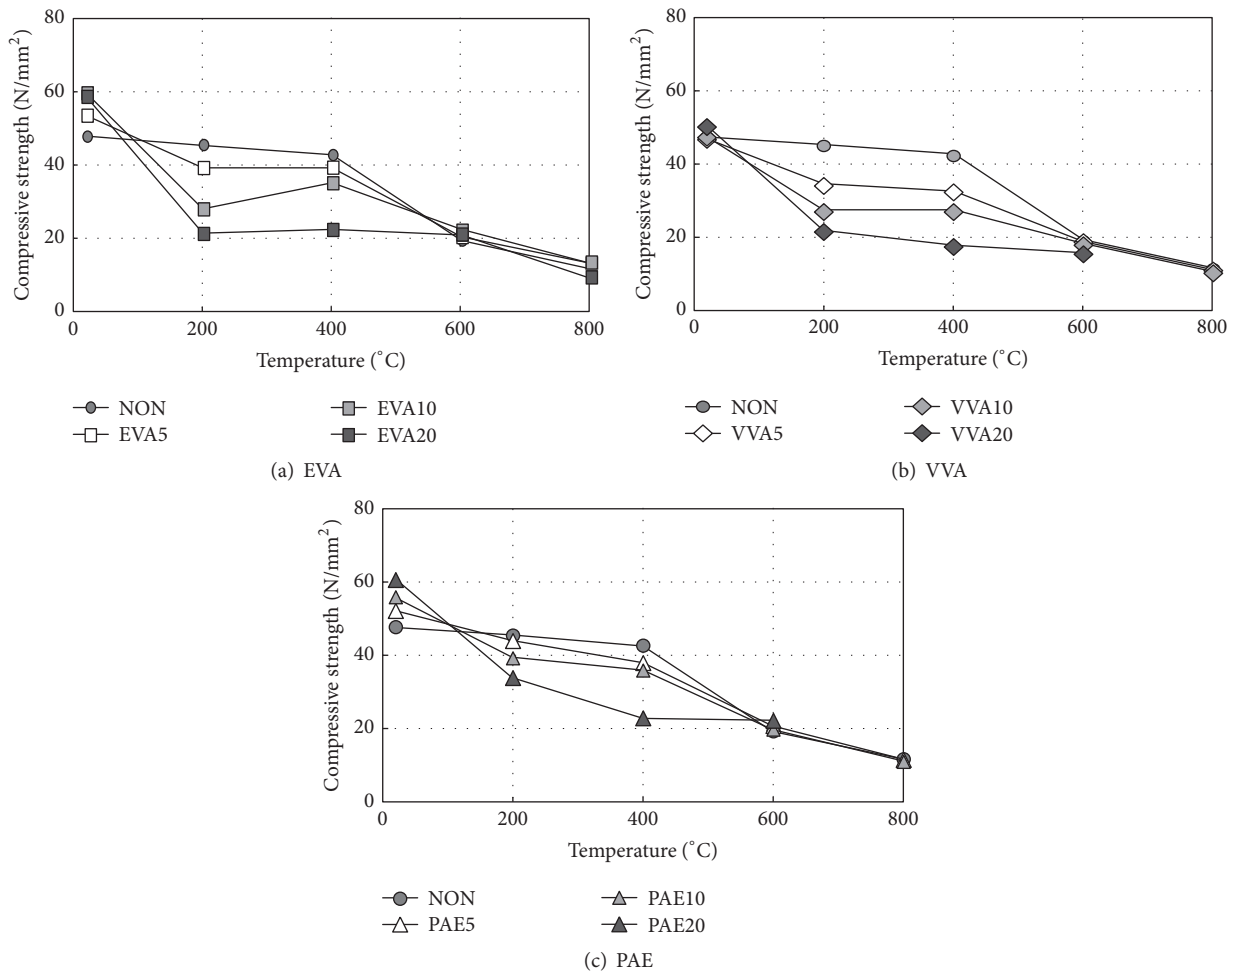 80
60
40
20
0
Compressive strength (N/mm²)
0 200 400 600 800
Temperature (˚C)
NON EVA10
EVA5 EVA20
(a) EVA
80
60
40
20
0
Compressive strength (N/mm²)
0 200 400 600 800
Temperature (˚C)
NON VVA10
VVA5 VVA20
(b) VVA
80
60
40
20
0
Compressive strength (N/mm²)
0 200 400 600 800
Temperature (˚C)
NON PAE10
PAE5 PAE20
(c) PAE